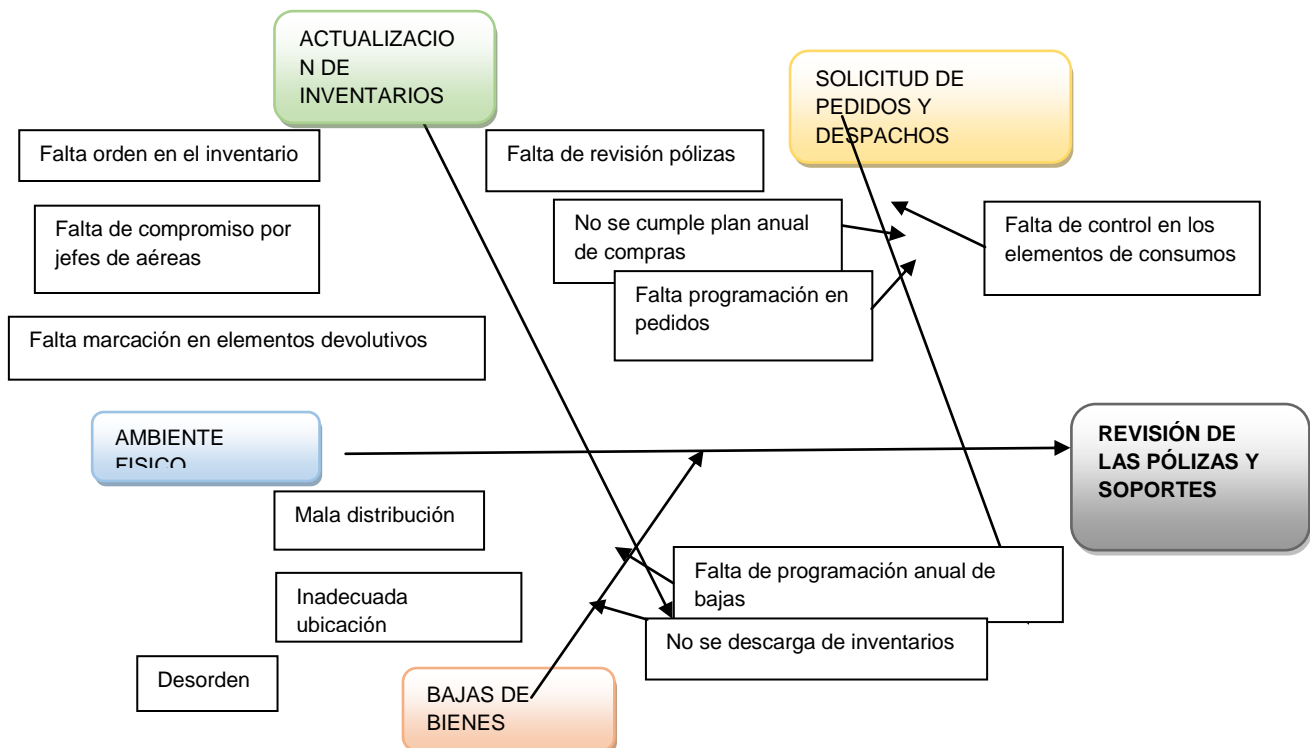 ACTUALIZACIO
N DE
INVENTARIOS
SOLICITUD DE
PEDIDOS Y
DESPACHOS
Falta orden en el inventario
Falta de revisión pólizas
Falta de compromiso por
jefes de aéreas
No se cumple plan anual
de compras
Falta de control en los
elementos de consumos
Falta programación en
pedidos
Falta marcación en elementos devolutivos
AMBIENTE
FISICO
REVISIÓN DE
LAS PÓLIZAS Y
SOPORTES
Mala distribución
Falta de programación anual de
bajas
Inadecuada
ubicación
No se descarga de inventarios
Desorden
BAJAS DE
BIENES